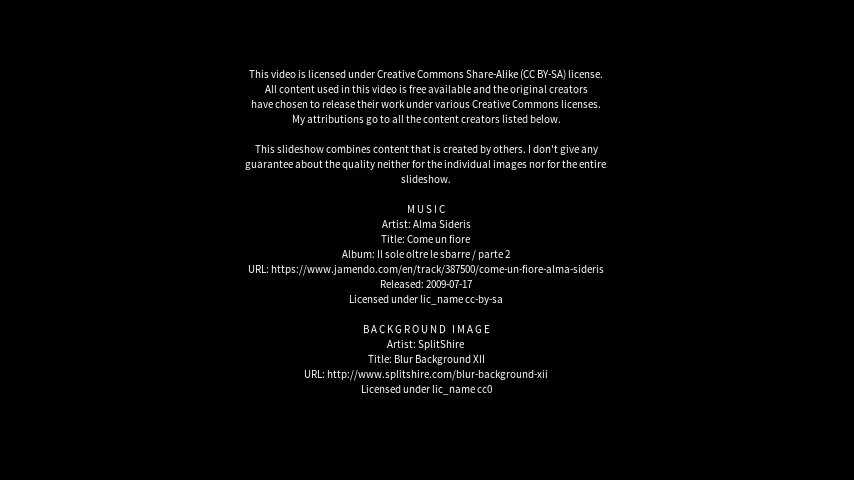 This video is licensed under Creative Commons Share-Alike (CC BY-SA) license.
All content used in this video is free available and the original creators
have chosen to release their work under various Creative Commons licenses.
My attributions go to all the content creators listed below.
This slideshow combines content that is created by others. I don't give any
guarantee about the quality neither for the individual images nor for the entire
slideshow.
MUSIC
Artist: Alma Sideris
Title: Come un fiore
Album: Il sole oltre le sbarre / parte 2
URL: https://www.jamendo.com/en/track/387500/come-un-fiore-alma-sideris
Released: 2009-07-17
Licensed under lic_name cc-by-sa
BACKGROUND IMAGE
Artist: SplitShire
Title: Blur Background XII
URL: http://www.splitshire.com/blur-background-xii
Licensed under lic_name cc0